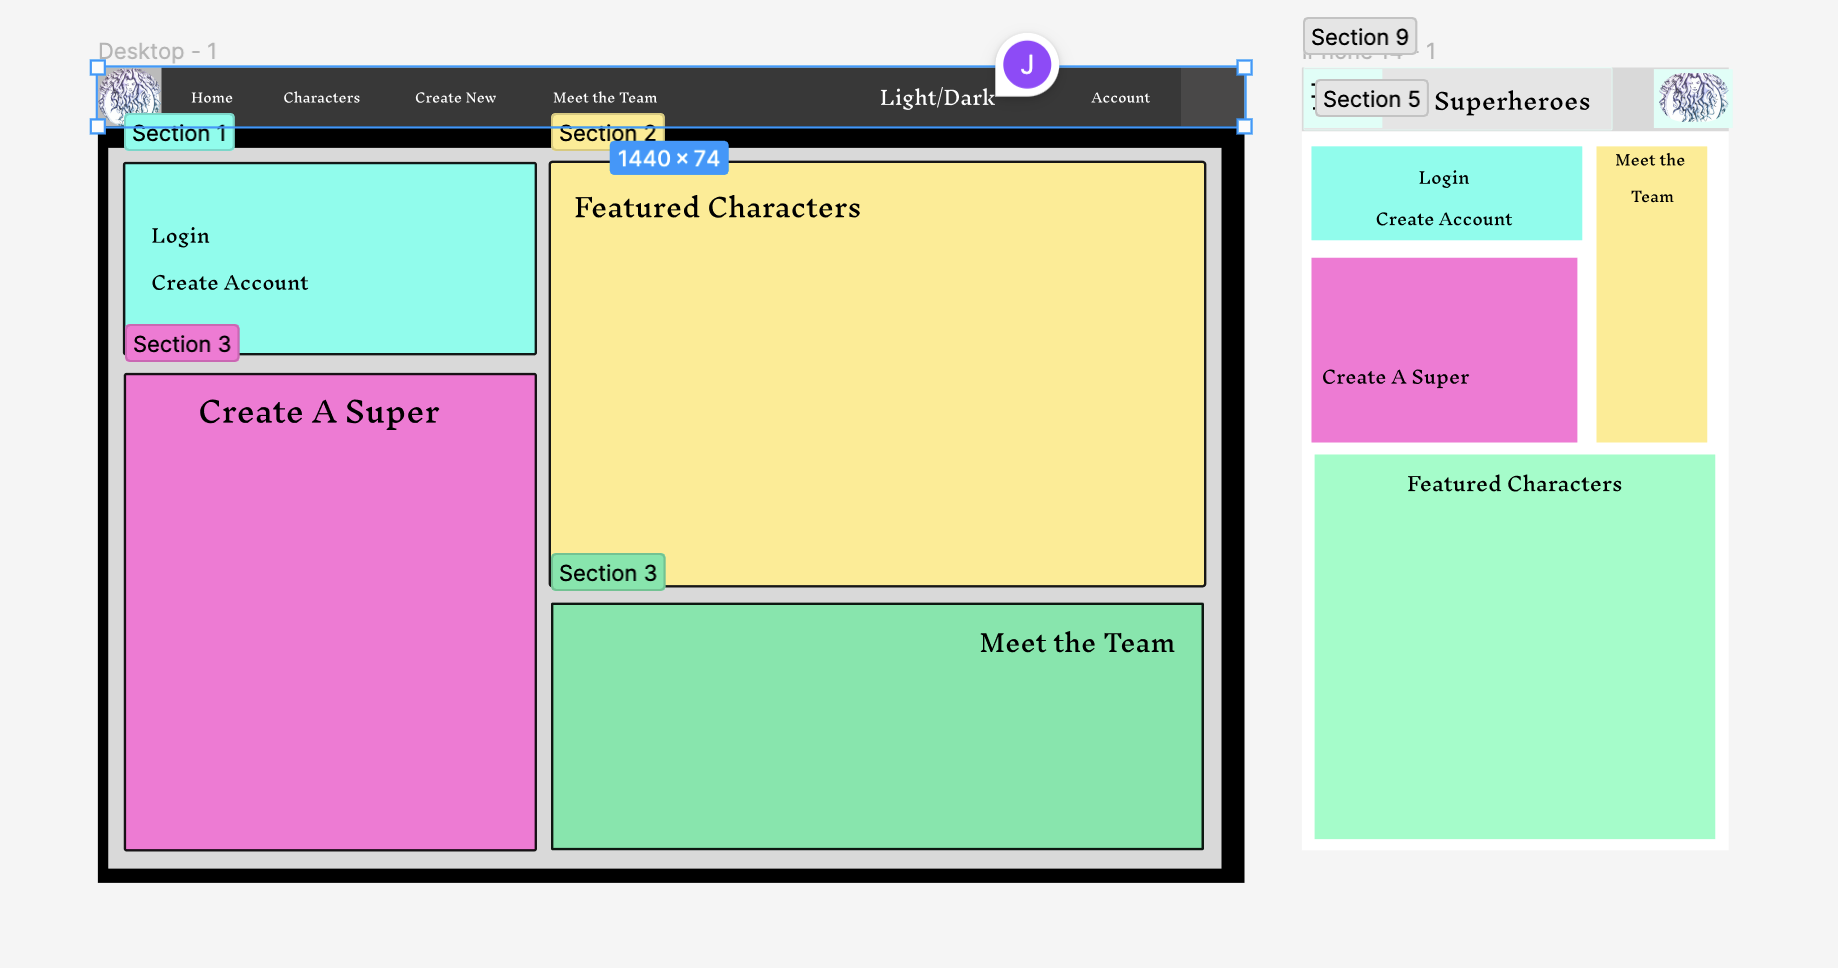 Desktop - 1
Home
Characters
Create New
Meet the Team
Light/Dark
J
Account
Section 1
Section 2
1440 × 74
Login
Create Account
Section 3
Create A Super
Featured Characters
Section 3
Meet the Team
Section 9
- 1
Section 5
Superheroes
Login
Create Account
Meet the
Team
Create A Super
Featured Characters